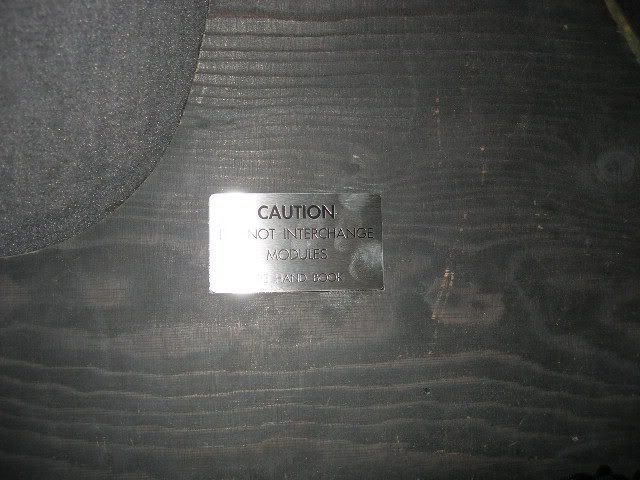 CAUTION
NOT INTERCHANGE
MODULES
HAND BOOK